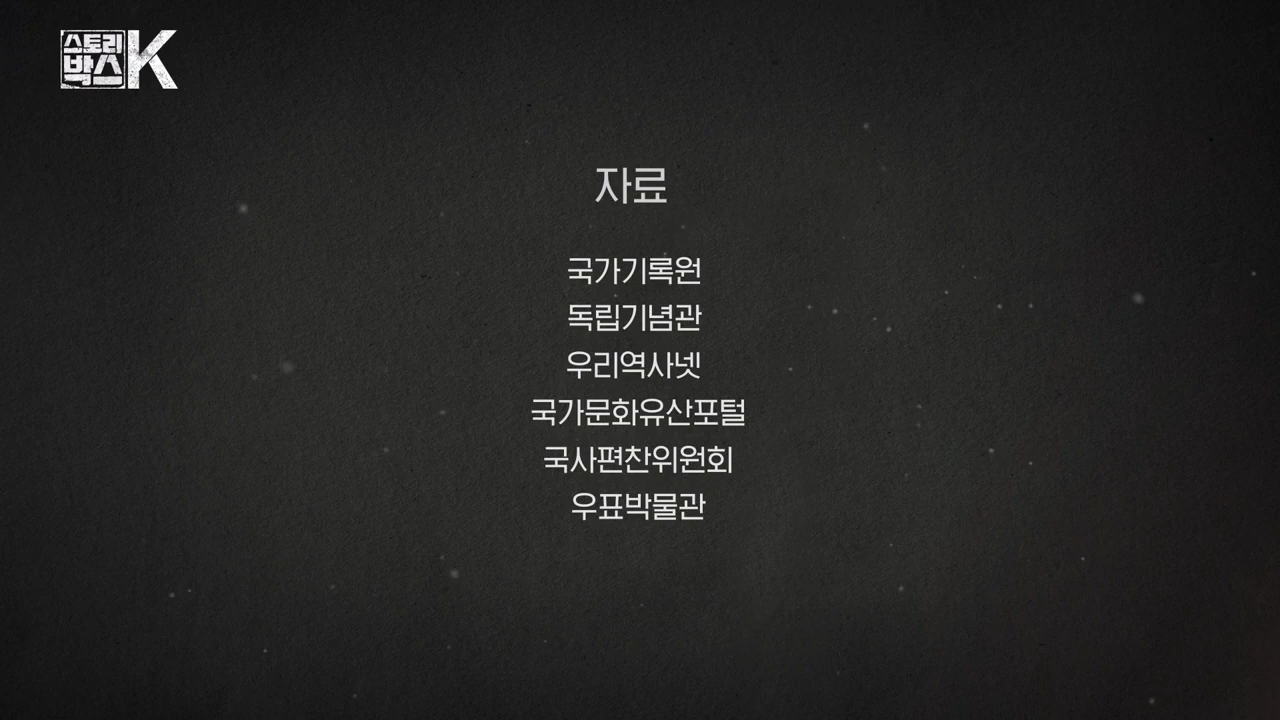 스토리
박스 K
자료
국가기록원
독립기념관
우리역사넷
국가문화유산포털
국사편찬위원회
우표박물관